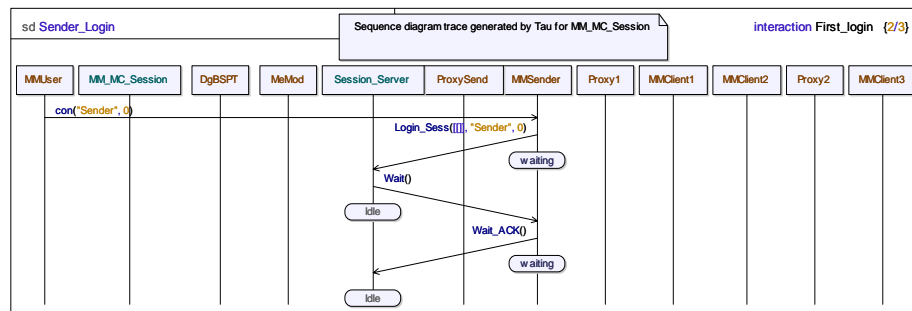 sd Sender_Login
Sequence diagram trace generated by Tau for MM_MC_Session
interaction First_login {2/3}
MMUser MM_MC_Session DgBSPT MeMod Session_Server ProxySend MMSender Proxy1 MMClient1 MMClient2 Proxy2 MMClient3
con("Sender", 0)
Login_Sess([[]], "Sender", 0)
waiting
Wait()
Idle
Wait_ACK()
waiting
Idle